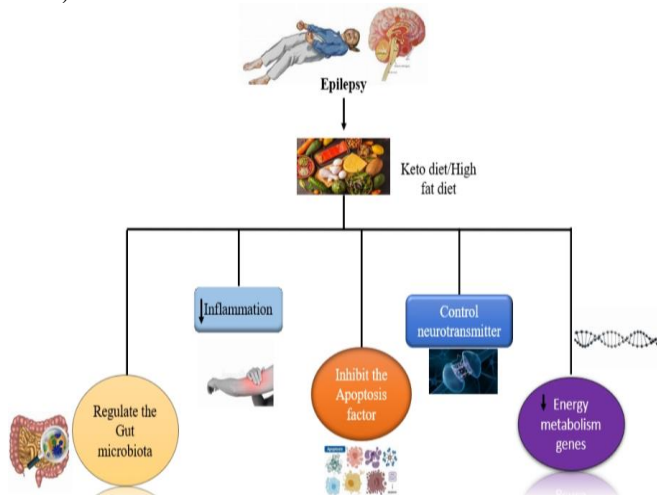 Epilepsy
Keto diet/High
fat diet
↓Inflammation
Control
neurotransmitter
Regulate the
Gut
microbiota
Inhibit the
Apoptosis
factor
↓ Energy
metabolism
genes